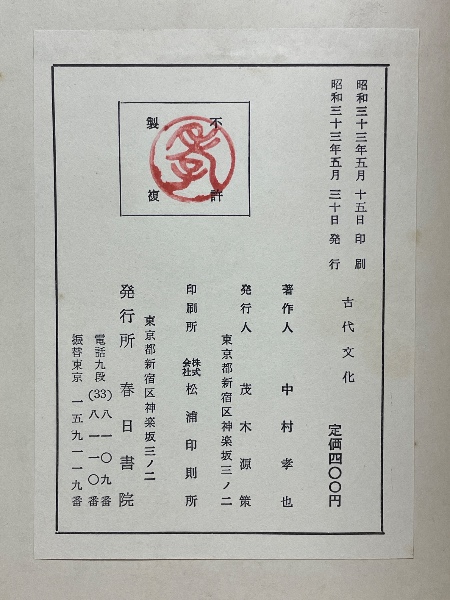 昭和三十三年五月 十五日 印刷
昭和三十三年五月 三十日 発行
古代文化
定価四〇〇円
著作人 中村孝也
発行人 茂木源策
東京都新宿区神楽坂三ノ二
印刷所 株式会社 松浦印則所
発行所 春日書院
東京都新宿区神楽坂三ノ二
電話九段(33)八一〇九番
八一一〇番
振替東京 一五九一一九番
不許
複製